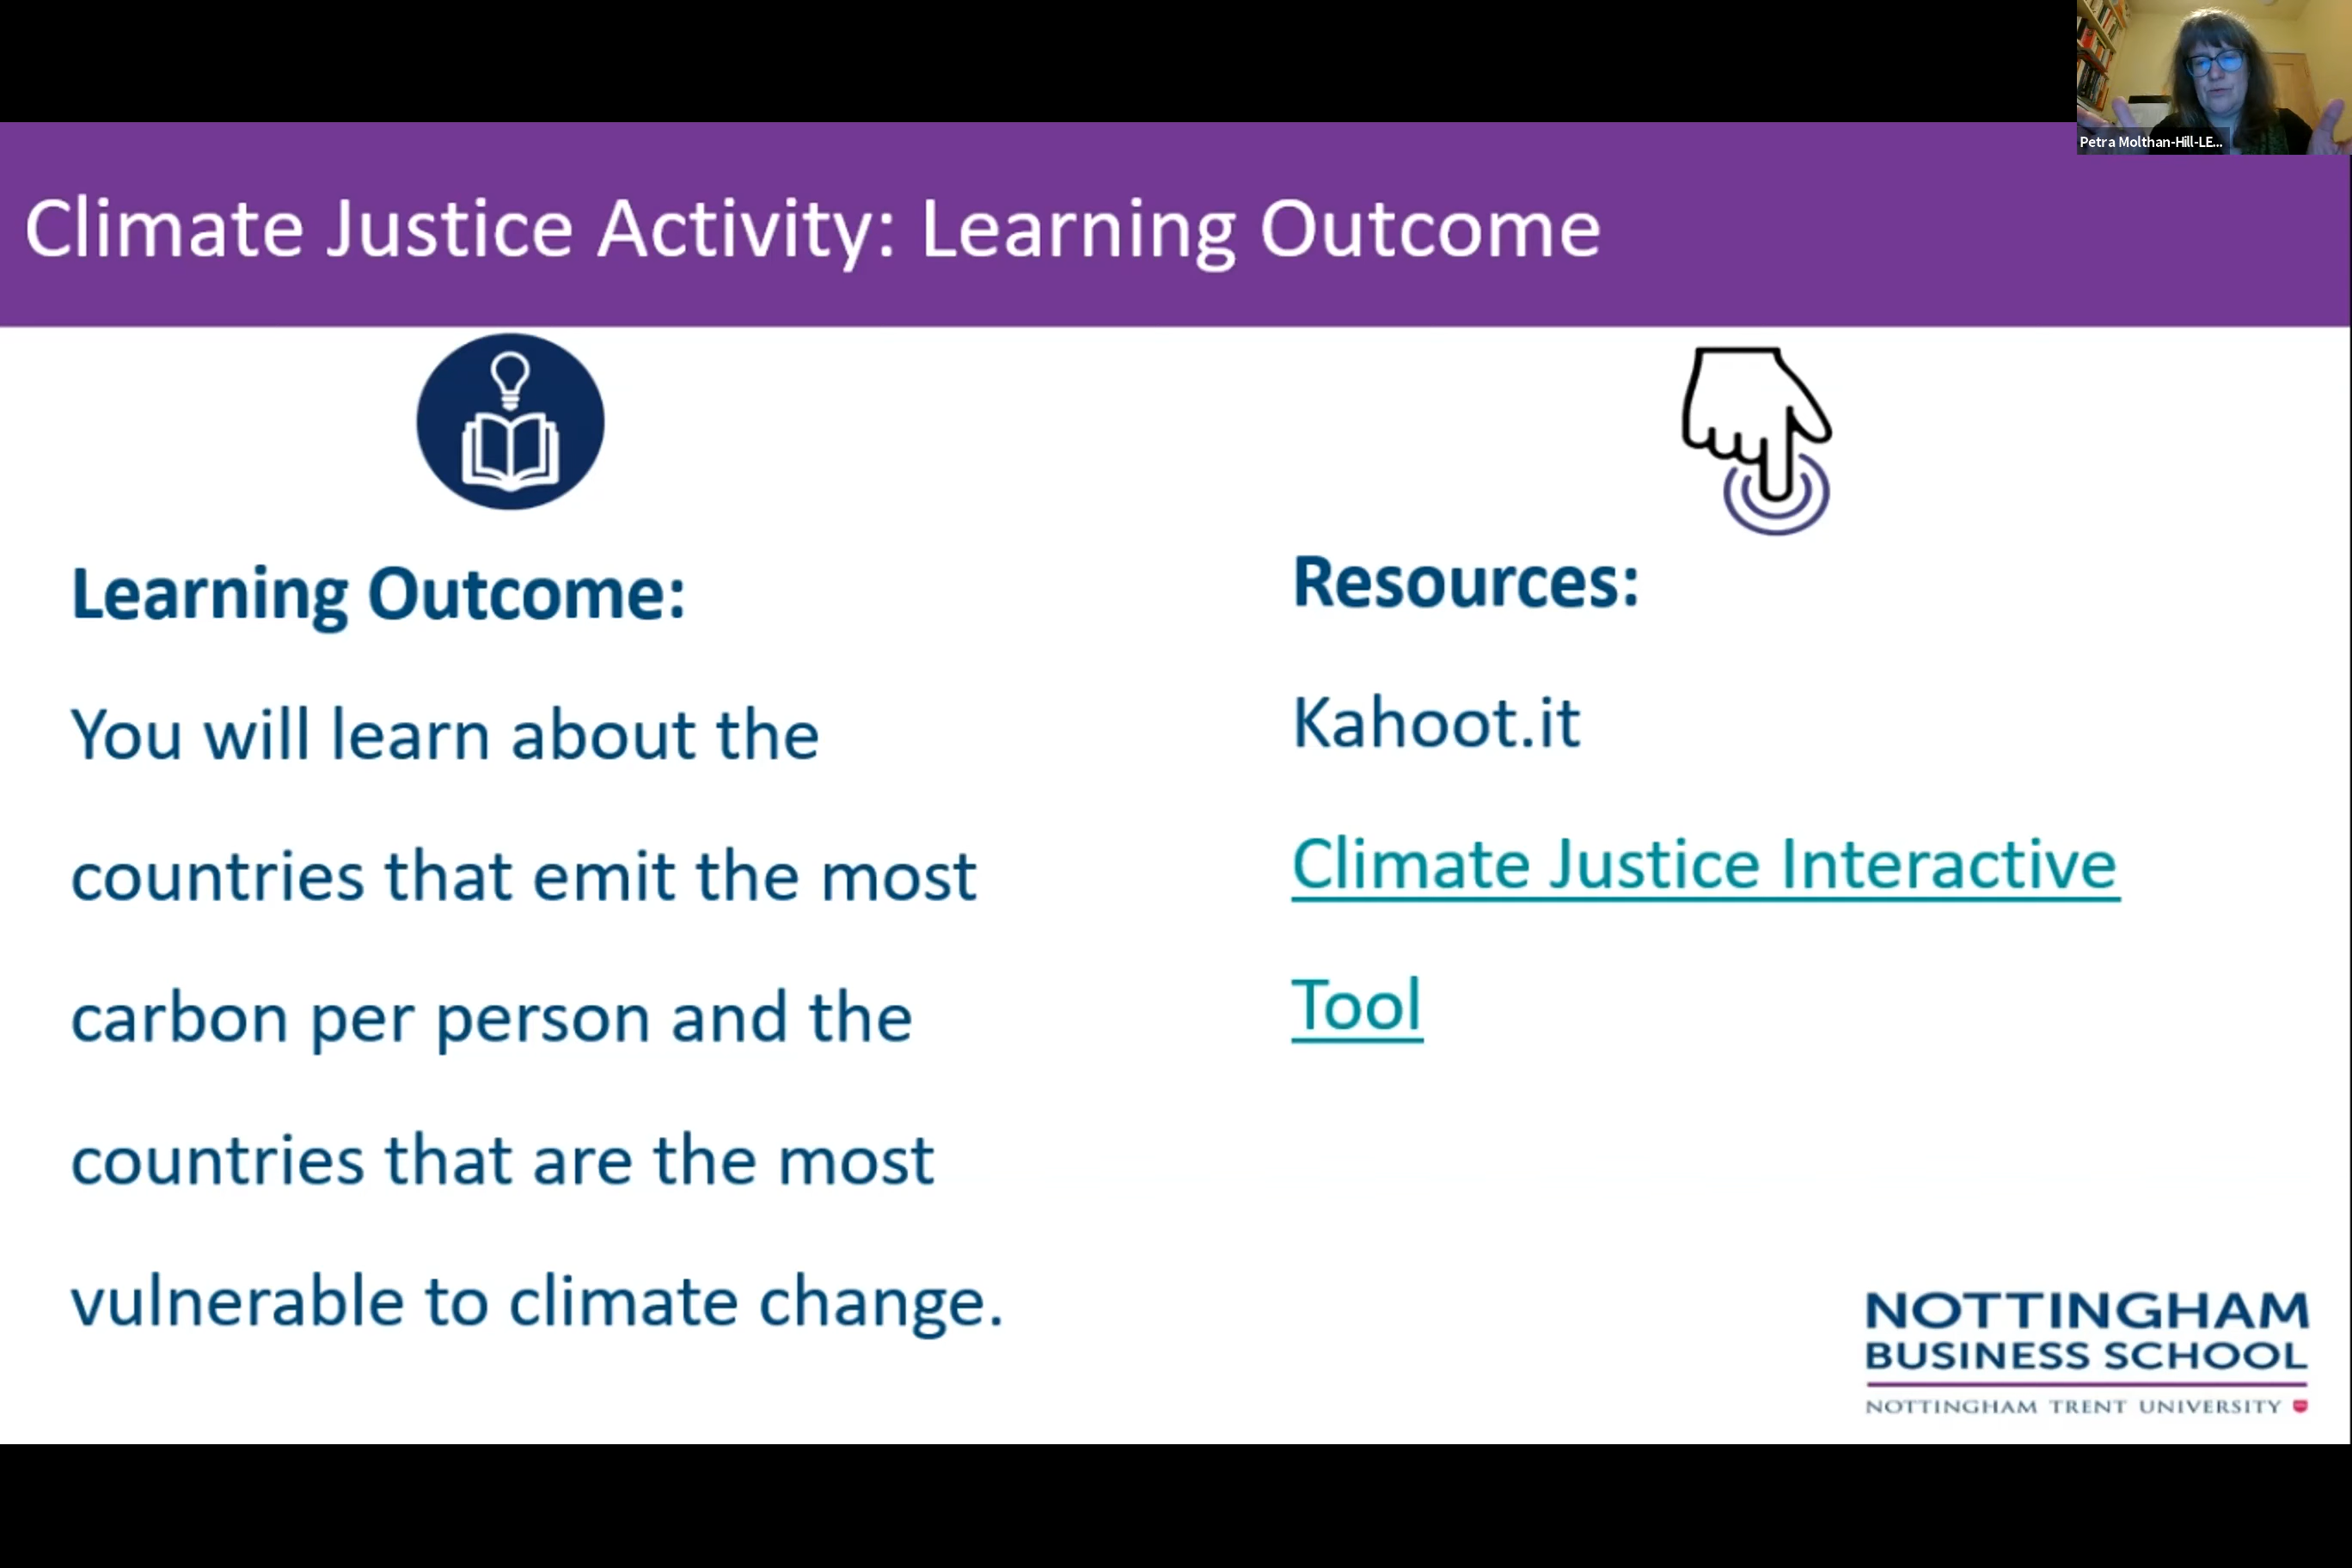 Petra Molthan-Hill-LE...
Climate Justice Activity: Learning Outcome
Learning Outcome:
You will learn about the
countries that emit the most
carbon per person and the
countries that are the most
vulnerable to climate change.
Resources:
Kahoot.it
Climate Justice Interactive
Tool
NOTTINGHAM
BUSINESS SCHOOL
NOTTINGHAM TRENT UNIVERSITY